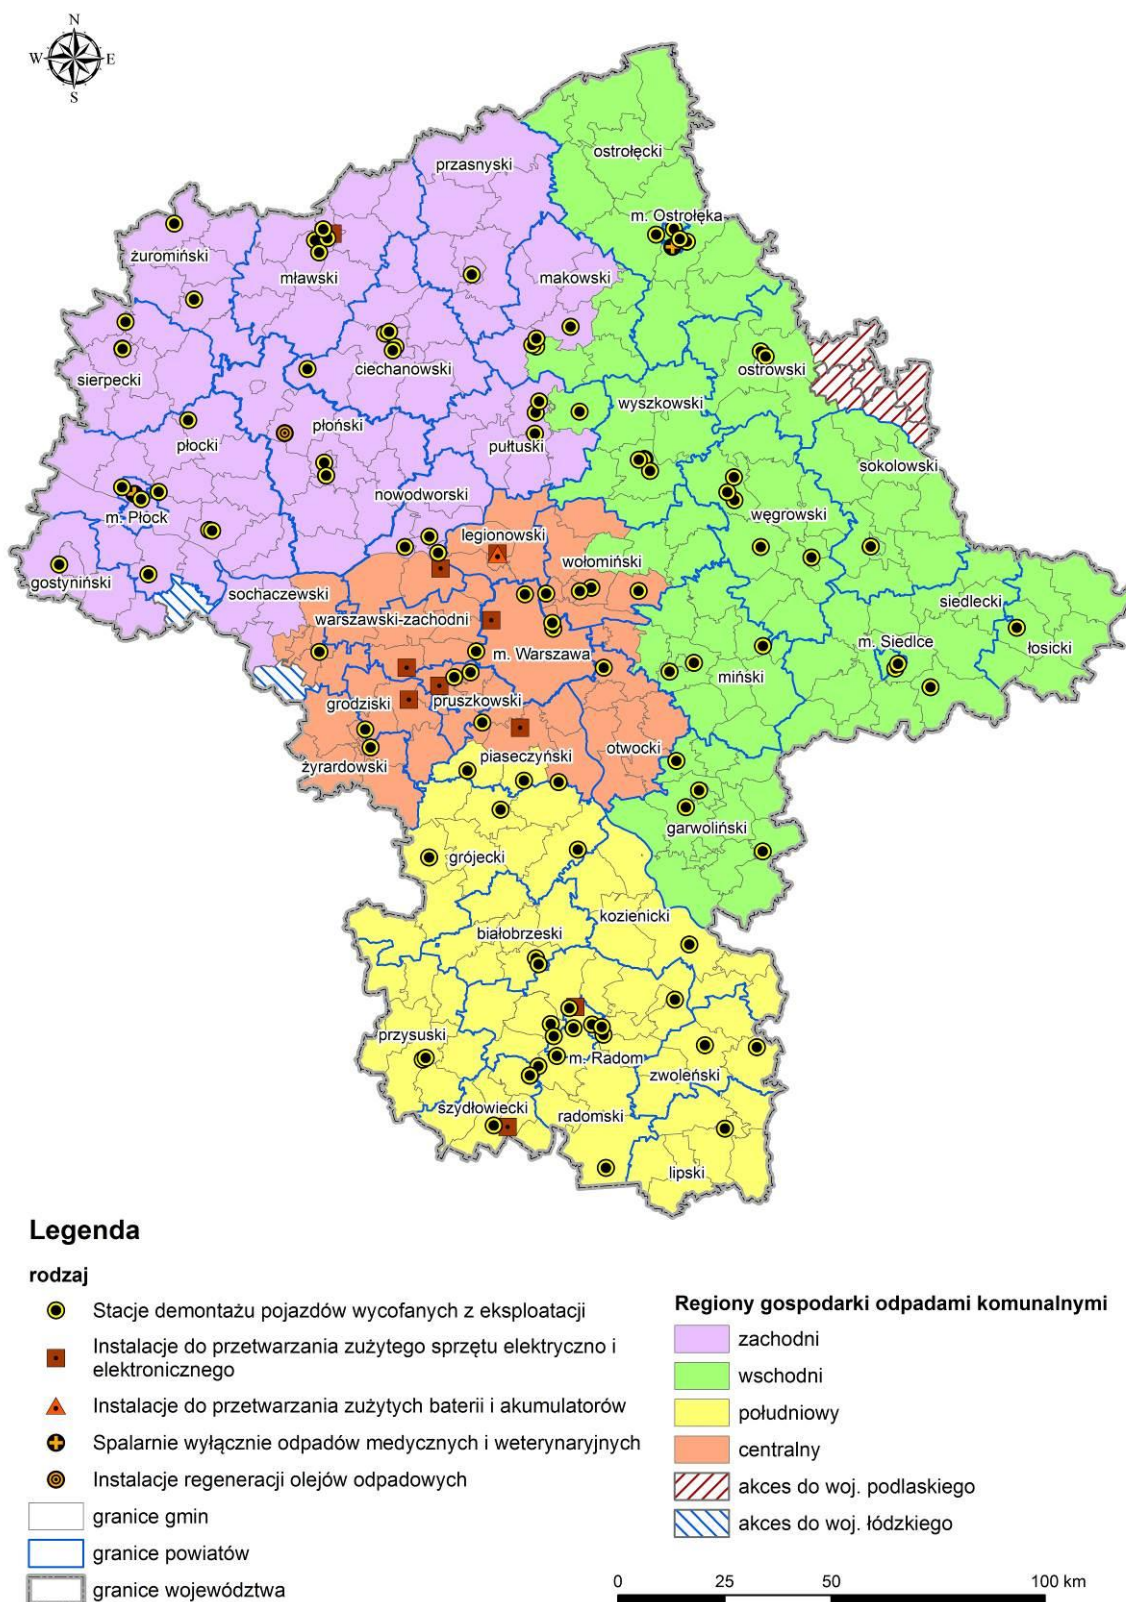 N
W E
S
przasnyski
ostrołęcki
m. Ostrołęka
żuromiński
mławski
makowski
sierpecki
ciechanowski
ostrowski
wyszkowski
płocki
płoński
pułtuski
sokolowski
nowodworski
m. Płock
węgrowski
legionowski
wołomiński
gostyniński
sochaczewski
siedlecki
warszawski-zachodni
m. Siedlce
łosicki
m. Warszawa
miński
grodziski
pruszkowski
otwocki
piaseczyński
żyrardowski
garwoliński
grójecki
kozienicki
białobrzeski
przysuski
m. Radom
zwoleński
szydłowiecki
radomski
lipski
Legenda
rodzaj
Stacje demontażu pojazdów wycofanych z eksploatacji
Instalacje do przetwarzania zużytego sprzętu elektryczno i
elektronicznego
Instalacje do przetwarzania zużytych baterii i akumulatorów
Spalarnie wyłącznie odpadów medycznych i weterynaryjnych
Instalacje regeneracji olejów odpadowych
granice gmin
granice powiatów
granice województwa
Regiony gospodarki odpadami komunalnymi
zachodni
wschodni
południowy
centralny
akces do woj. podlaskiego
akces do woj. łódzkiego
0 25 50 100 km